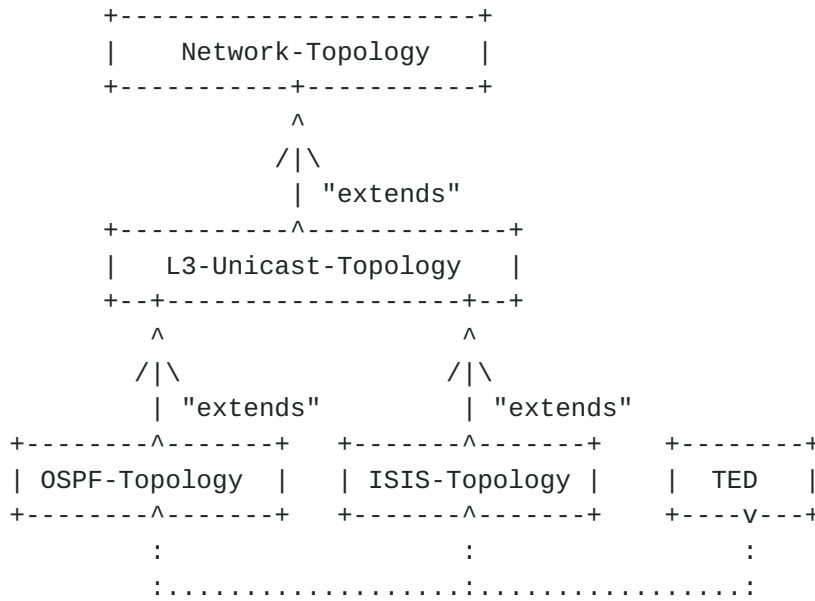 +-----------------------+
|    Network-Topology   |
+-----------+-----------+
^
/|\
| "extends"
+-----------^-------------+
|   L3-Unicast-Topology   |
+--+-------------------+--+
^                   ^
/|\                 /|\
| "extends"         | "extends"
+--------^-------+   +-------^-------+    +--------+
| OSPF-Topology  |   | ISIS-Topology |    |  TED   |
+--------^-------+   +-------^-------+    +----v---+
:                   :                 :
:...................:.................: